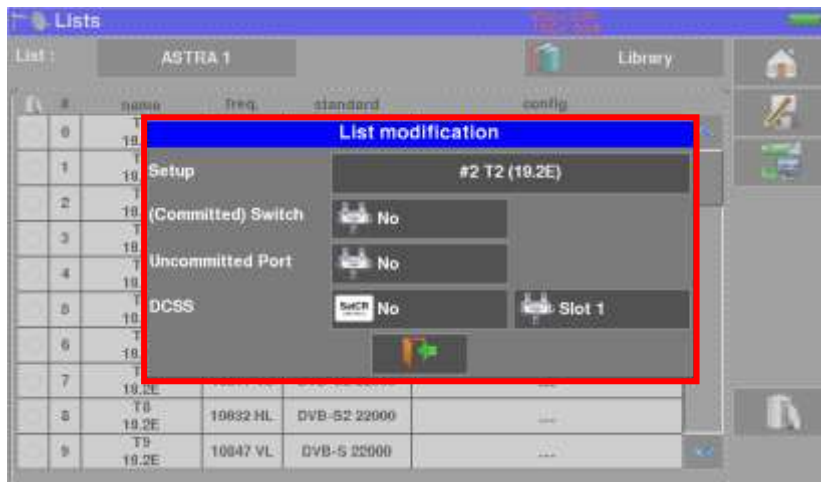 Lists
List : ASTRA 1 Library
# name freq. standard config
0
1
2
3
4
5
6
7
19.2E
8 T8 10832 HL DVB-S2 22000 ---
19.2E
9 T9 10847 VL DVB-S 22000 ---
19.2E
List modification
Setup #2 T2 (19.2E)
(Committed) Switch No
Uncommitted Port No
DCSS SatCR No Slot 1